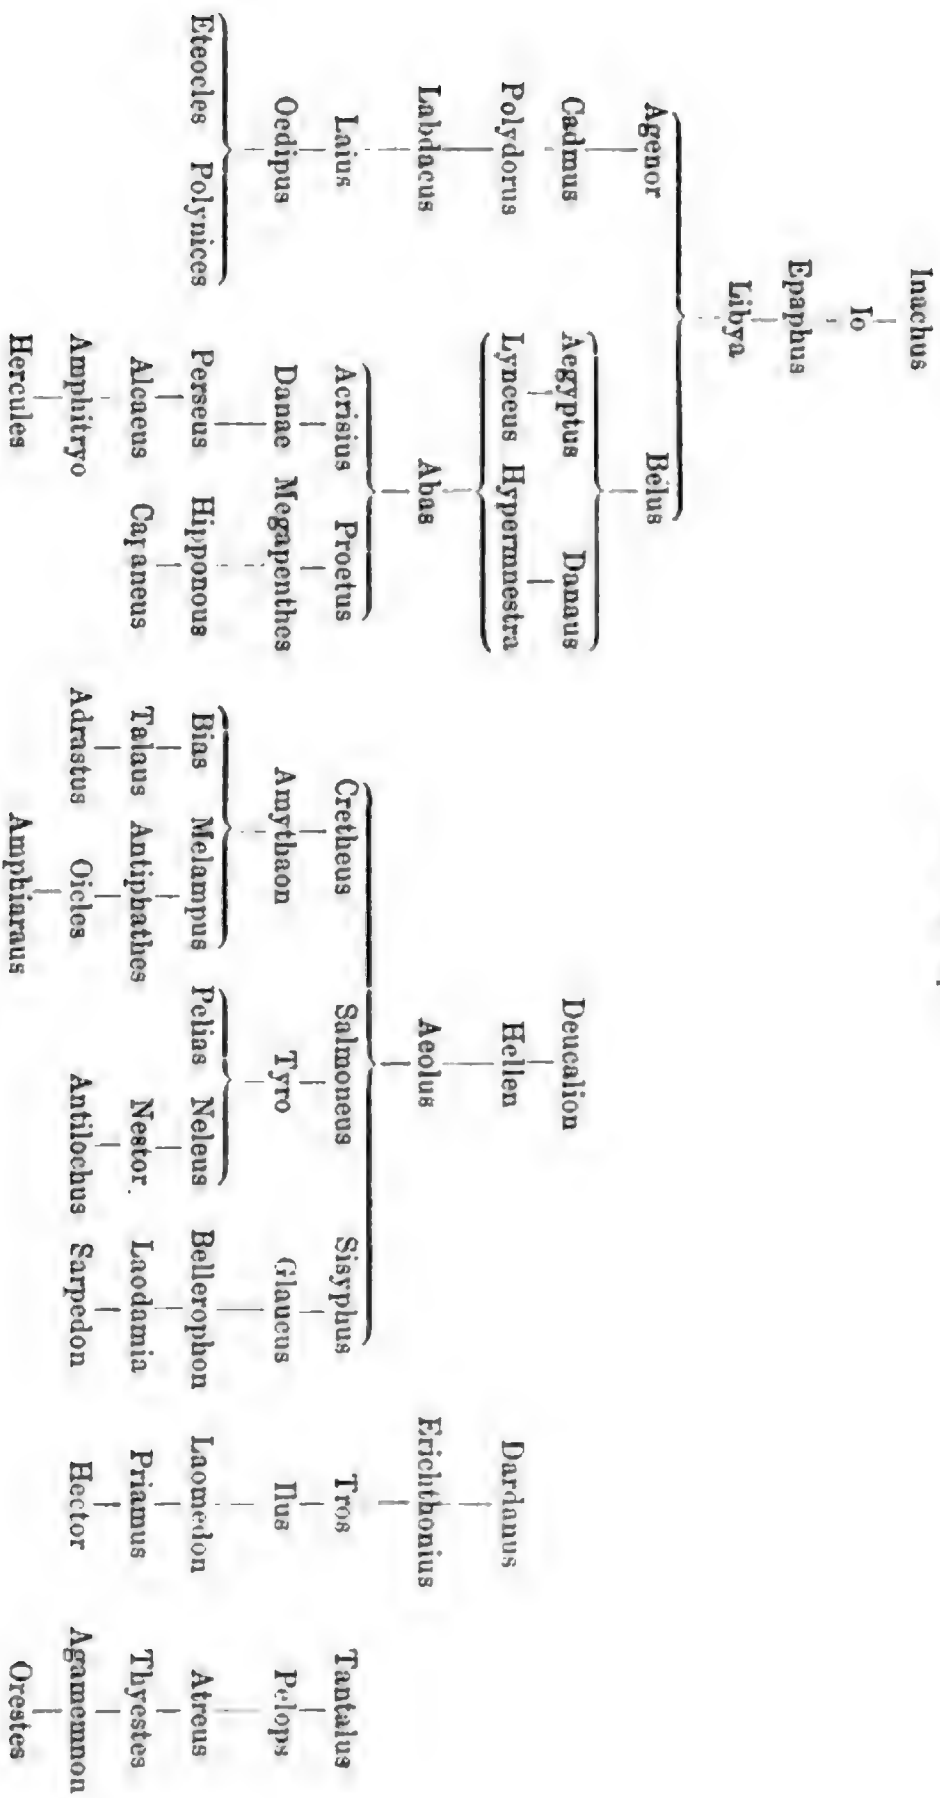 Inachus
Io
Epaphus
Libya
Agenor Belus
Cadmus Aegyptus Danaus Deucalion
Polydorus Lynceus Hypermnestra Hellen Dardanus
Labdacus Abas Aeolus Erichthonius
Laius Acrisius Proetus Cretheus Salmoneus Sisyphus Tros Tantalus
Oedipus Danae Megapenthes Amythaon Tyro Glaucus Ilus Pelops
Eteocles Polynices Perseus Hipponous Bias Melampus Pelias Neleus Bellerophon Laomedon Atreus
Alcaeus Capaneus Talaus Antiphathes Nestor Laodamia Priamus Thyestes
Amphitryo Adrastus Oicles Antilochus Sarpedon Hector Agamemnon
Hercules Amphiaraus Orestes